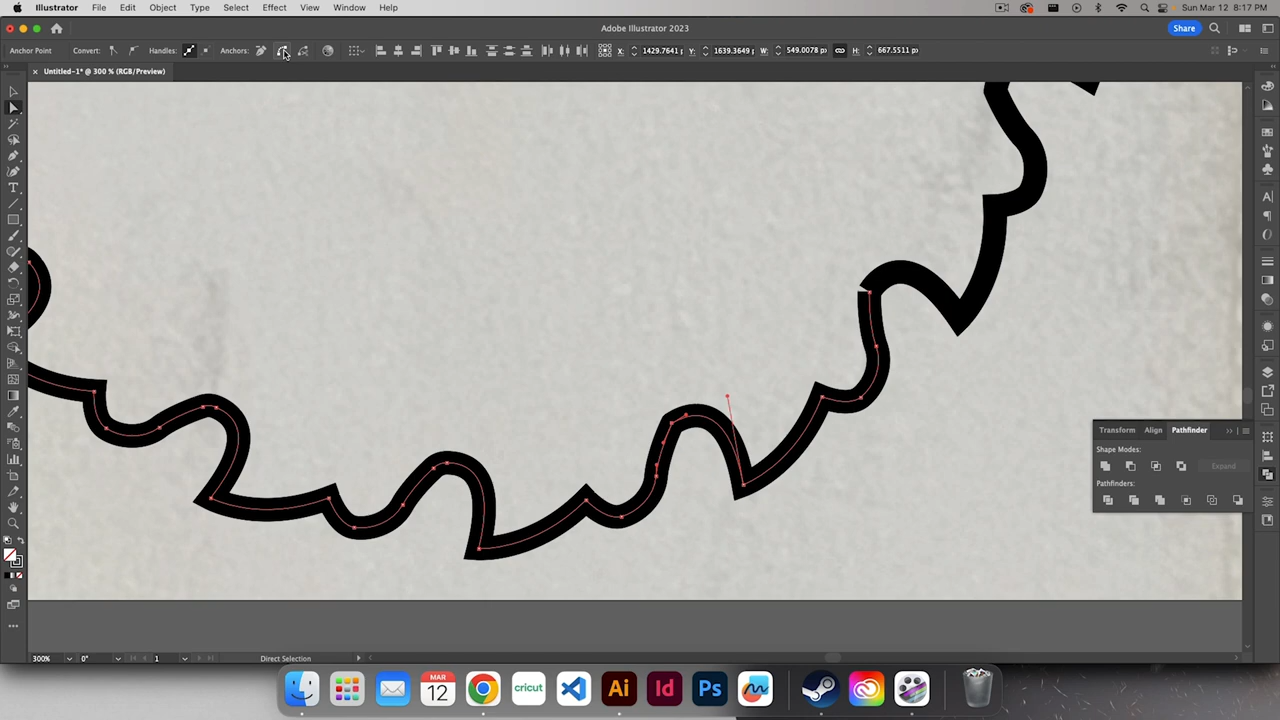 Illustrator File Edit Object Type Select Effect View Window Help Sun Mar 12 8:17 PM
Adobe Illustrator 2023
Share
Anchor Point Convert: Handles: Anchors: X: 1429.7641 Y: 1639.3649 W: 549.0078 p) H: 667.5511 p)
× Untitled-1* @ 300 % (RGB/Preview)
Transform Align Pathfinder
Shape Modes:
Expand
Pathfinders:
300% 0° 1 Direct Selection
MAR
12
cricut
Ai
Id
Ps